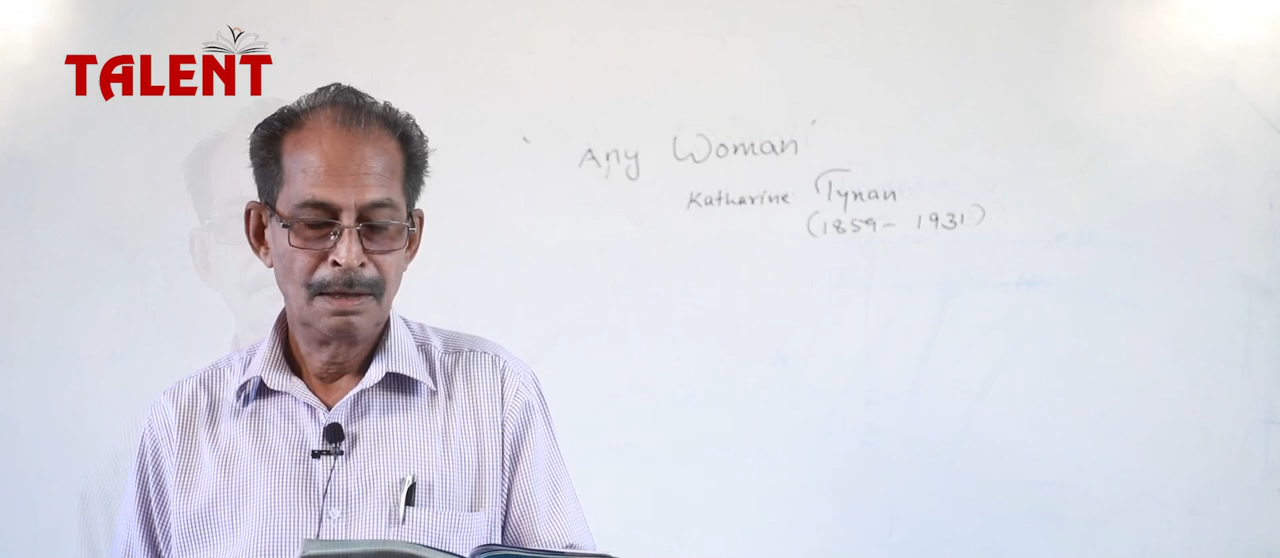 TALENT
' Any Woman '
Katharine Tynan
(1859 - 1931)